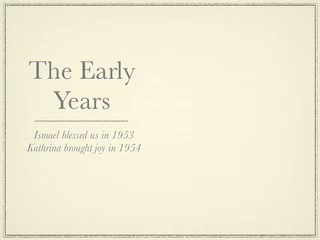 The Early
Years
Ismael blessed us in 1953
Kathrina brought joy in 1954